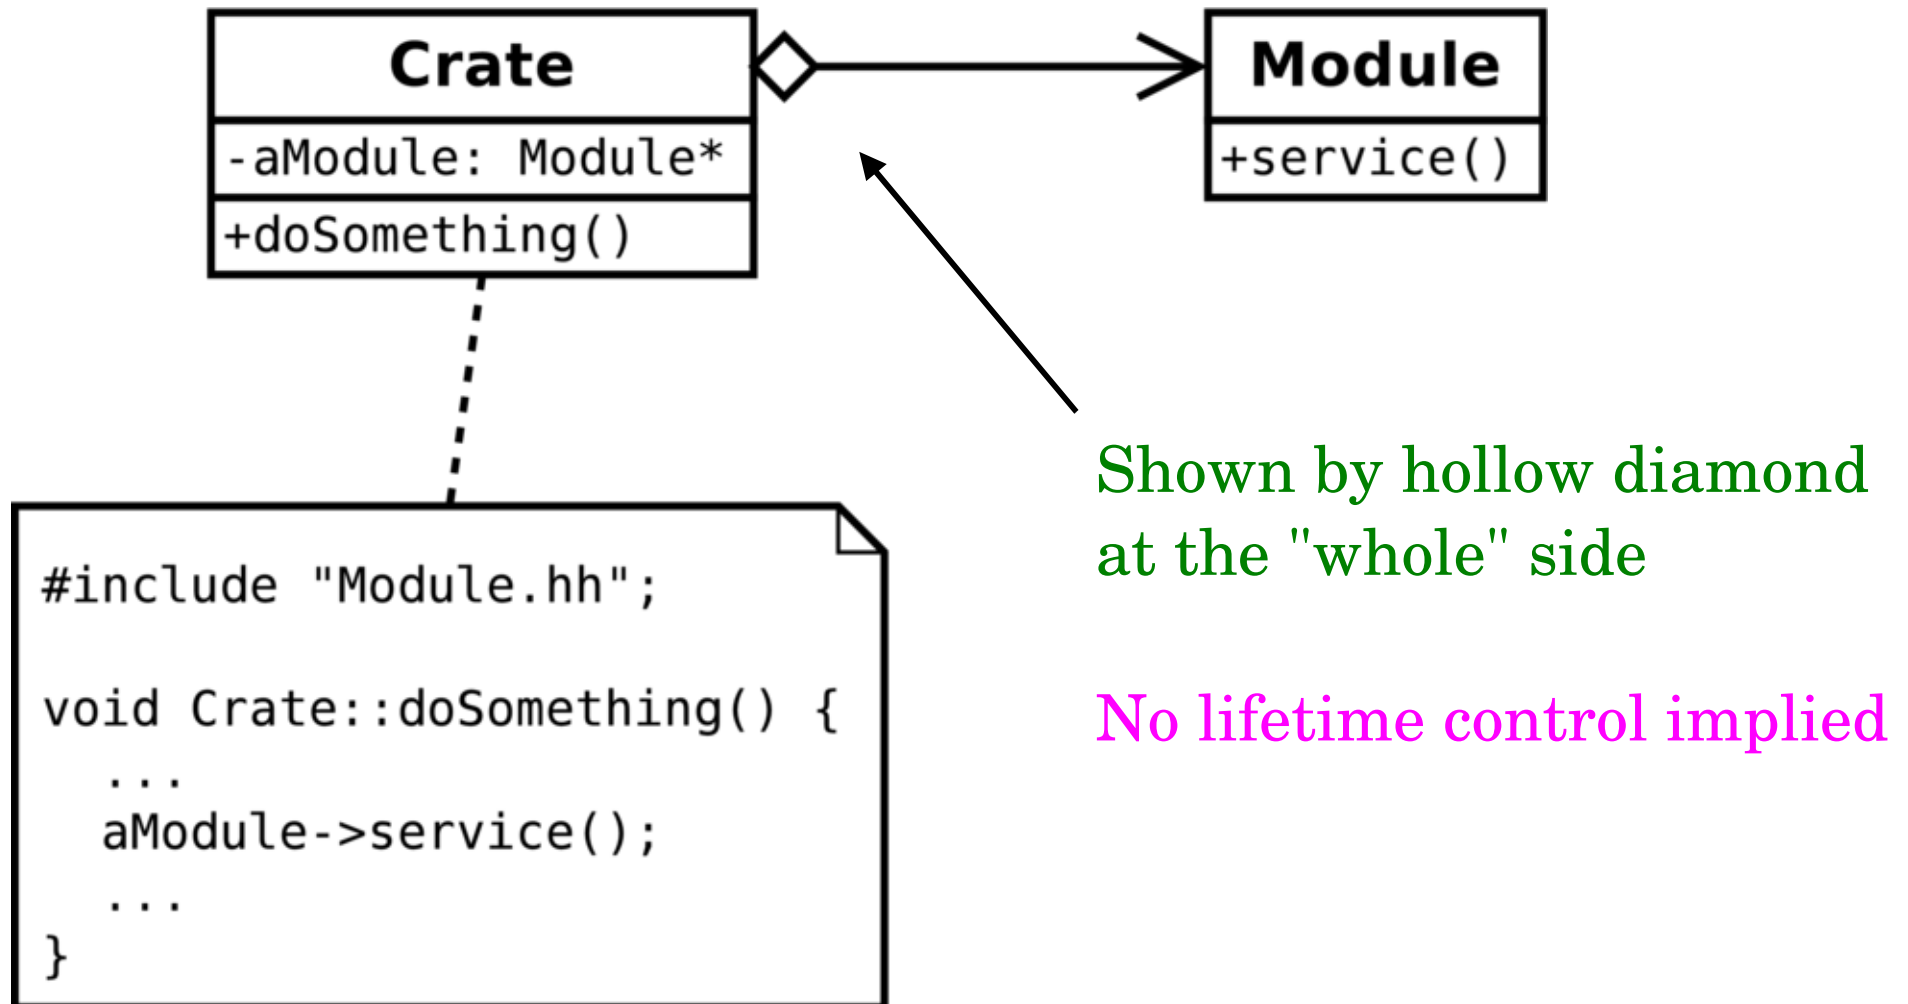 Crate
-aModule: Module*
+doSomething()
Module
+service()
Shown by hollow diamond
at the "whole" side
No lifetime control implied
#include "Module.hh";
void Crate::doSomething() {
...
aModule->service();
...
}